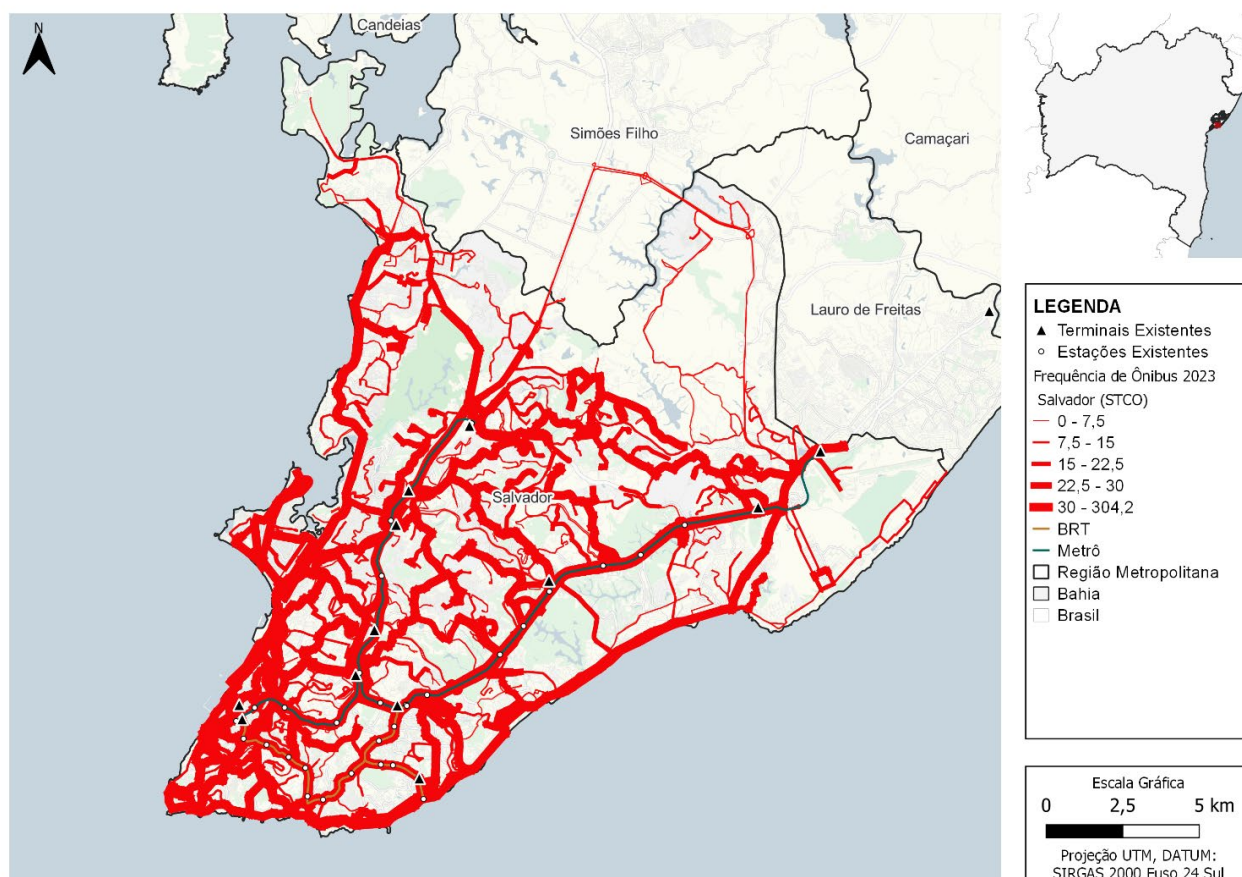 N
Candeias
Simões Filho
Camaçari
Lauro de Freitas
Salvador
LEGENDA
Terminais Existentes
Estações Existentes
Frequência de Ônibus 2023
Salvador (STCO)
0 - 7,5
7,5 - 15
15 - 22,5
22,5 - 30
30 - 304,2
BRT
Metrô
Região Metropolitana
Bahia
Brasil
Escala Gráfica
0 2,5 5 km
Projeção UTM, DATUM:
SIRGAS 2000 Fuso 24 Sul